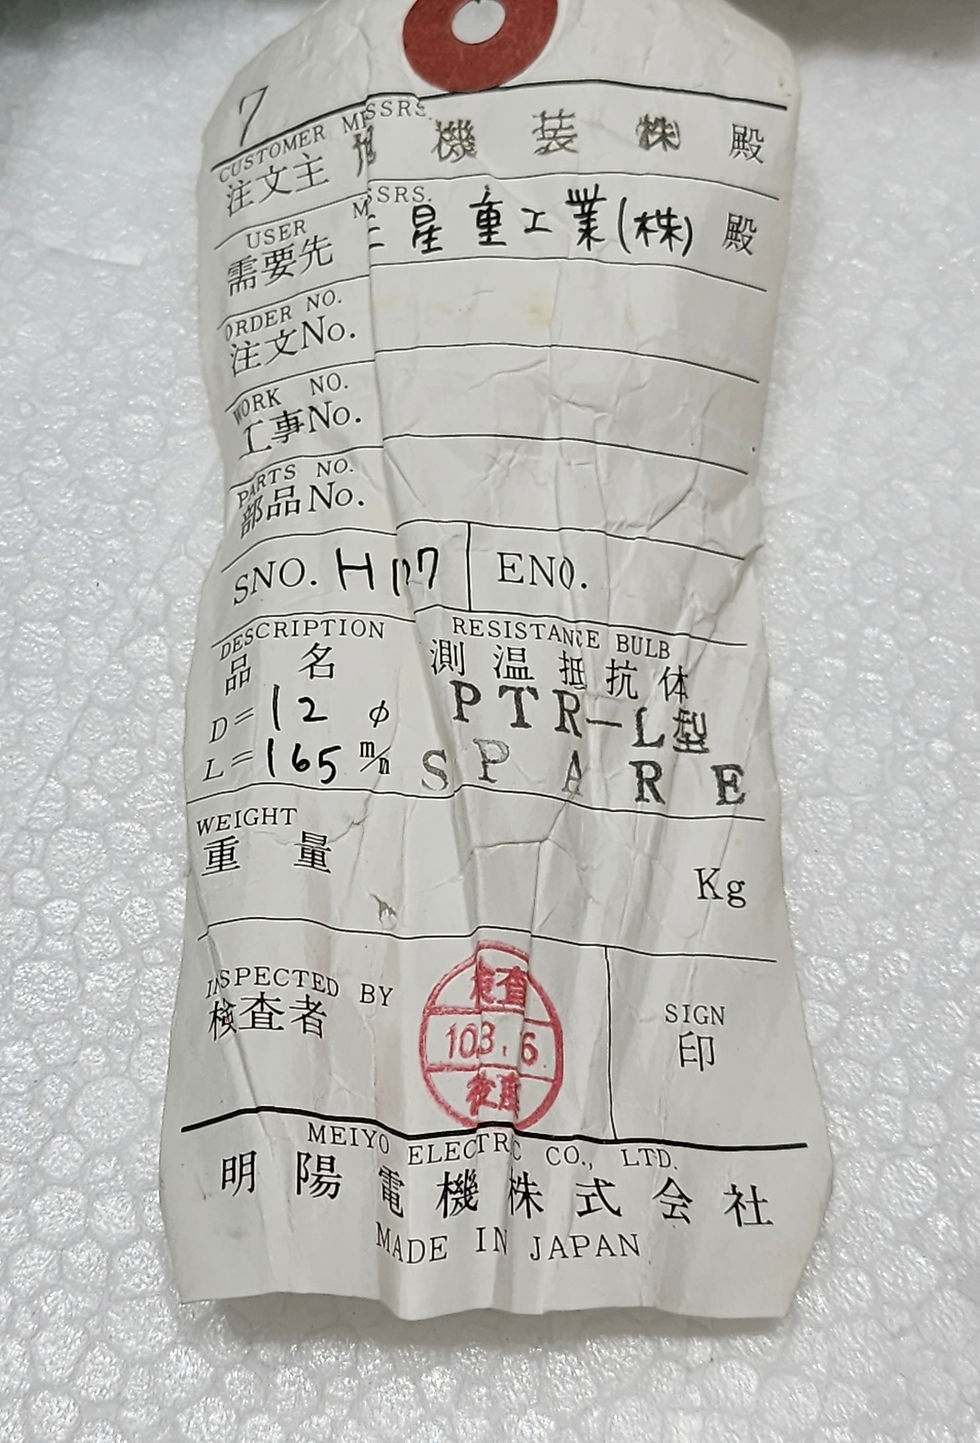 7
CUSTOMER MESSRS.
注文主 機装㈱ 殿
USER MSSRS.
需要先 三星重工業(株) 殿
ORDER NO.
注文No.
WORK NO.
工事No.
PARTS NO.
部品No.
SNO. H ENO.
DESCRIPTION RESISTANCE BULB
品名 測温抵抗体
D=12φ PTR-L型
L=165 m/m SPARE
WEIGHT
重量 Kg
INSPECTED BY
検査者
検査
103.6
SIGN
印
MEIYO ELECTRIC CO., LTD.
明陽電機株式会社
MADE IN JAPAN